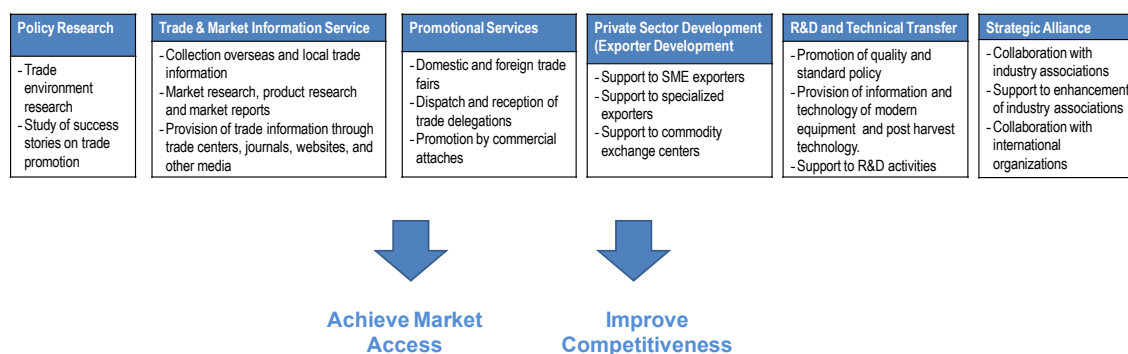 Policy Research
- Trade
environment
research
- Study of success
stories on trade
promotion
Trade & Market Information Service
- Collection overseas and local trade
information
- Market research, product research
and market reports
- Provision of trade information through
trade centers, journals, websites, and
other media
Promotional Services
- Domestic and foreign trade
fairs
- Dispatch and reception of
trade delegations
- Promotion by commercial
attaches
Private Sector Development
(Exporter Development
- Support to SME exporters
- Support to specialized
exporters
- Support to commodity
exchange centers
R&D and Technical Transfer
- Promotion of quality and
standard policy
- Provision of information and
technology of modern
equipment and post harvest
technology.
- Support to R&D activities
Strategic Alliance
- Collaboration with
industry associations
- Support to enhancement
of industry associations
- Collaboration with
international
organizations
Achieve Market
Access
Improve
Competitiveness